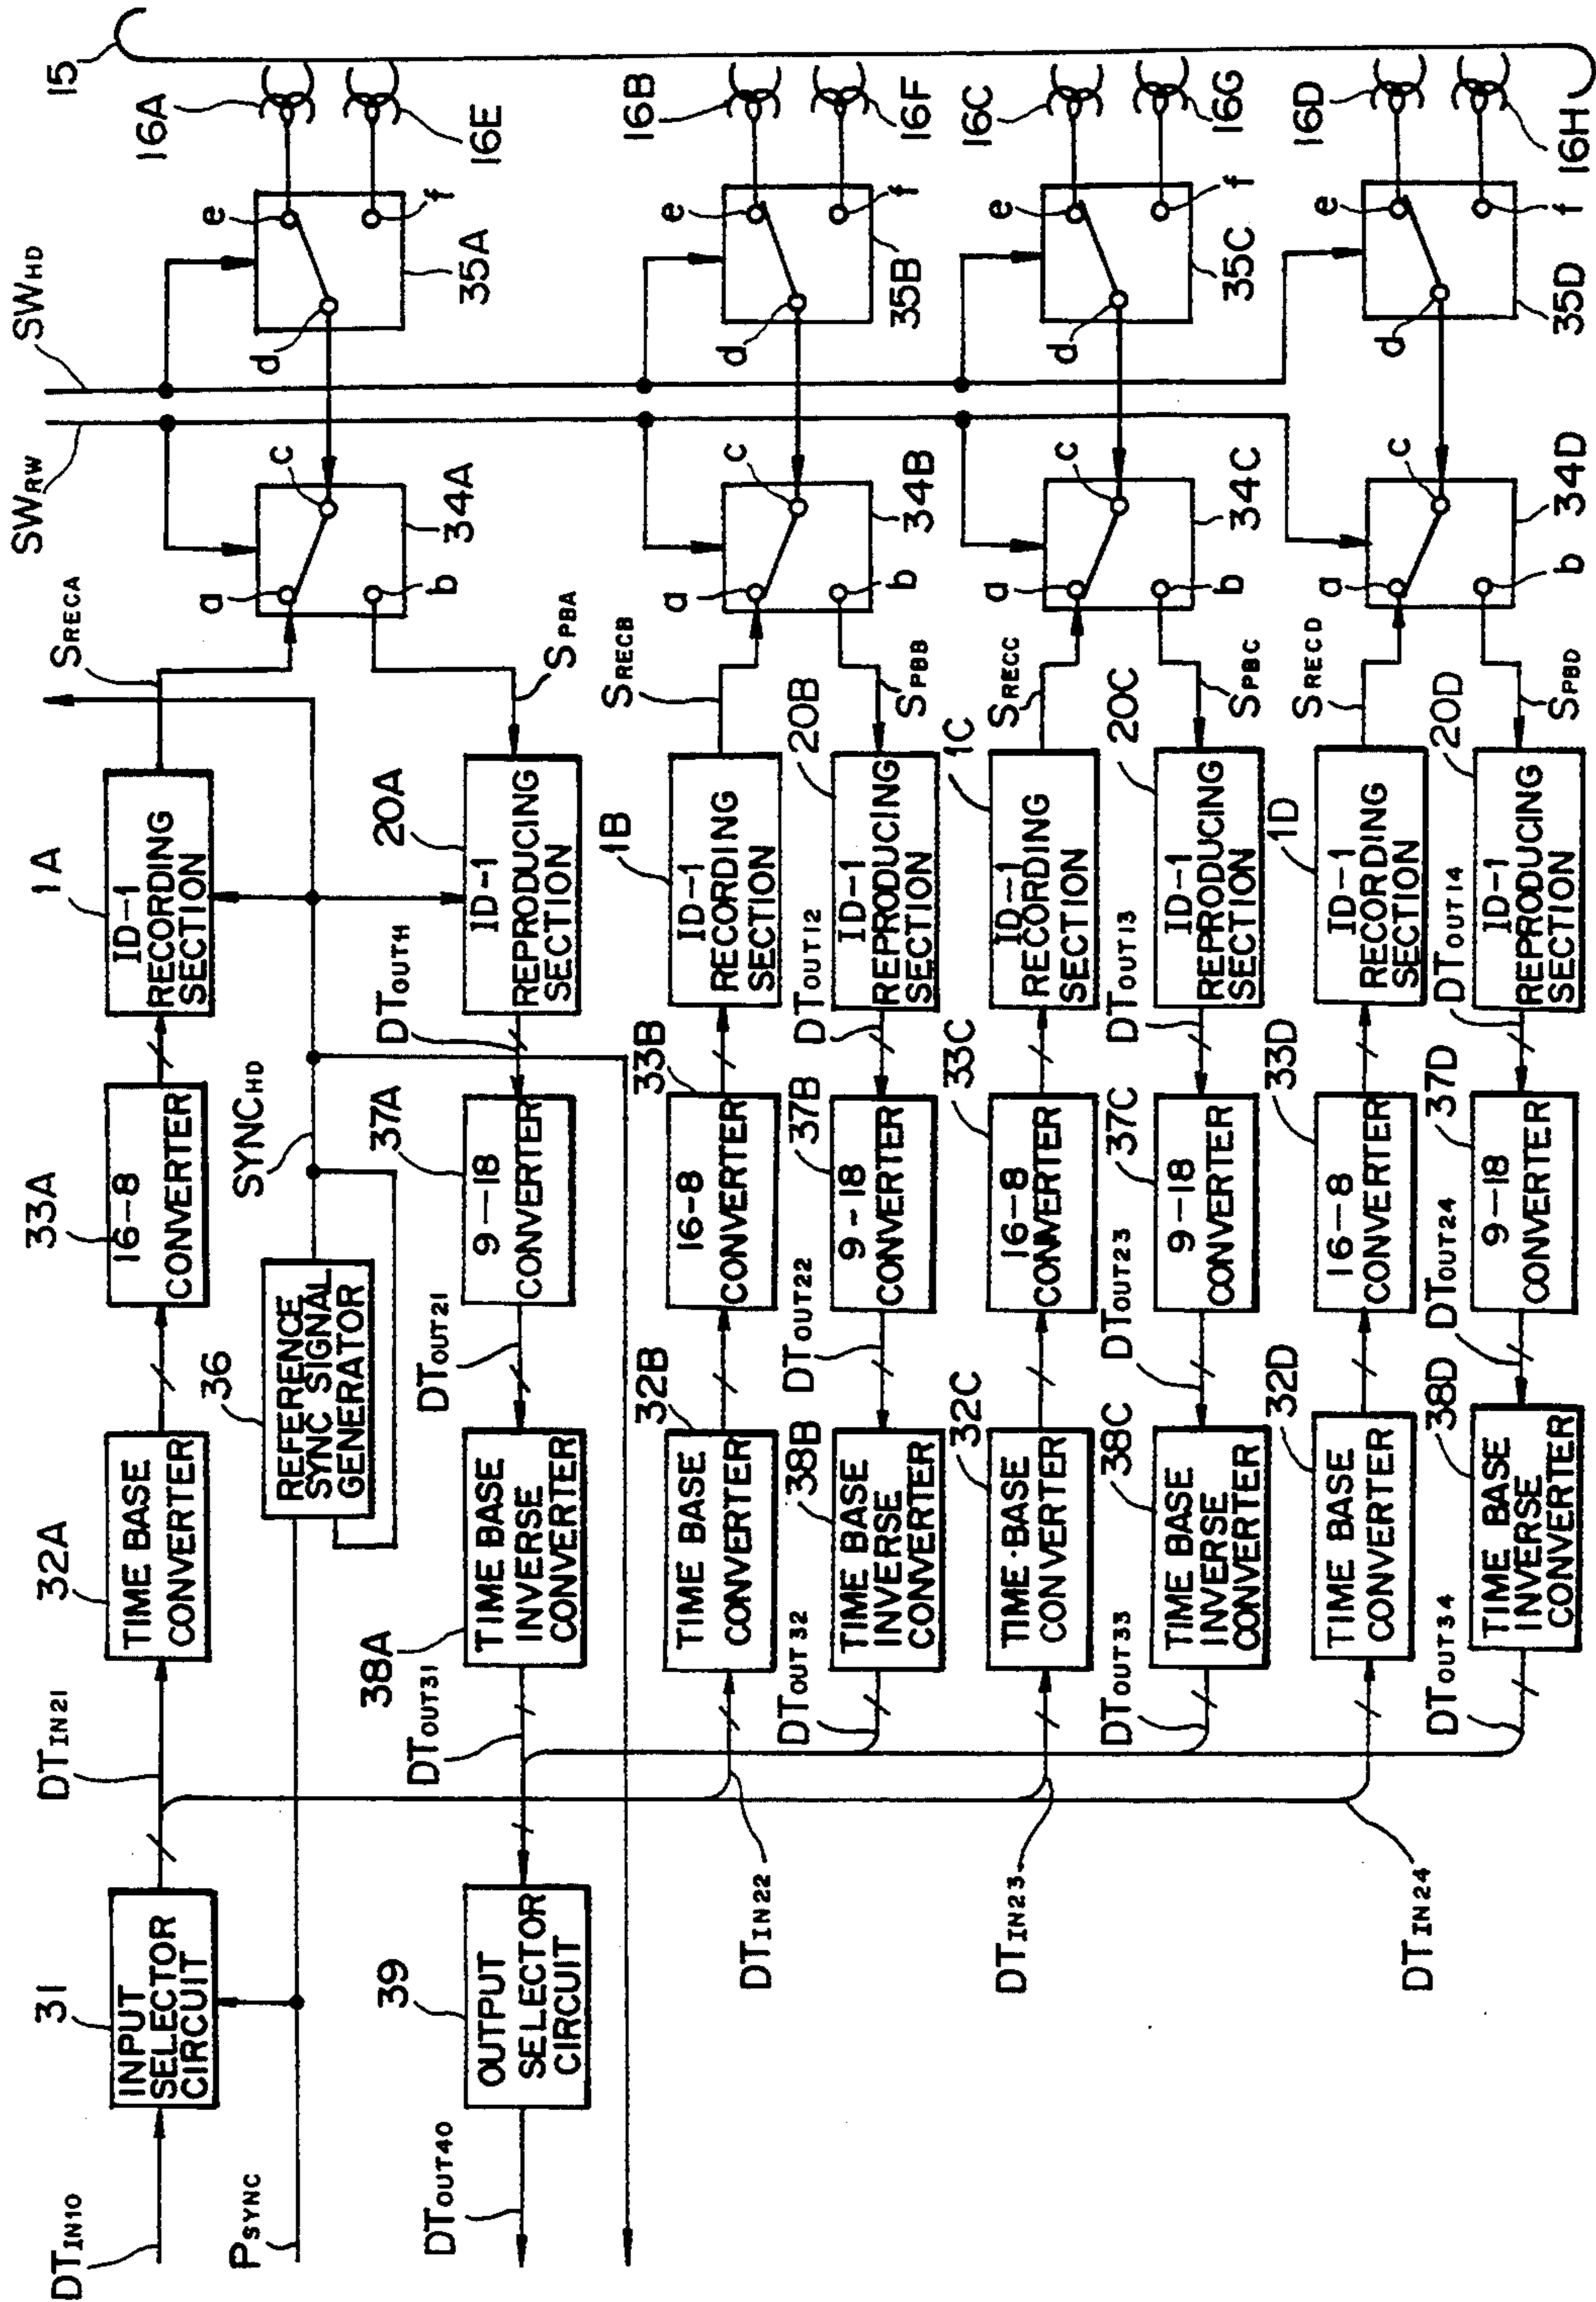 DTIN10
31
INPUT
SELECTOR
CIRCUIT
DTIN21
32A
TIME BASE
CONVERTER
33A
16-8
CONVERTER
1A
ID-1
RECORDING
SECTION
SRECA
SWRW
SWHD
15
PSYNC
36
REFERENCE
SYNC SIGNAL
GENERATOR
SYNCHD
a
b
c
34A
d
e
f
35A
16A
16E
DTOUT40
39
OUTPUT
SELECTOR
CIRCUIT
DTOUT31
38A
TIME BASE
INVERSE
CONVERTER
DTOUT21
37A
9-18
CONVERTER
DTOUT11
20A
ID-1
REPRODUCING
SECTION
SPBA
DTIN22
32B
TIME BASE
CONVERTER
33B
16-8
CONVERTER
1B
ID-1
RECORDING
SECTION
SRECB
a
b
c
34B
d
e
f
35B
16B
16F
DTOUT32
38B
TIME BASE
INVERSE
CONVERTER
DTOUT22
37B
9-18
CONVERTER
DTOUT12
20B
ID-1
REPRODUCING
SECTION
SPBB
DTIN23
32C
TIME BASE
CONVERTER
33C
16-8
CONVERTER
1C
ID-1
RECORDING
SECTION
SRECC
a
b
c
34C
d
e
f
35C
16C
16G
DTOUT33
38C
TIME BASE
INVERSE
CONVERTER
DTOUT23
37C
9-18
CONVERTER
DTOUT13
20C
ID-1
REPRODUCING
SECTION
SPBC
DTIN24
32D
TIME BASE
CONVERTER
33D
16-8
CONVERTER
1D
ID-1
RECORDING
SECTION
SRECD
a
b
c
34D
d
e
f
35D
16D
16H
DTOUT34
38D
TIME BASE
INVERSE
CONVERTER
DTOUT24
37D
9-18
CONVERTER
DTOUT14
20D
ID-1
REPRODUCING
SECTION
SPBD